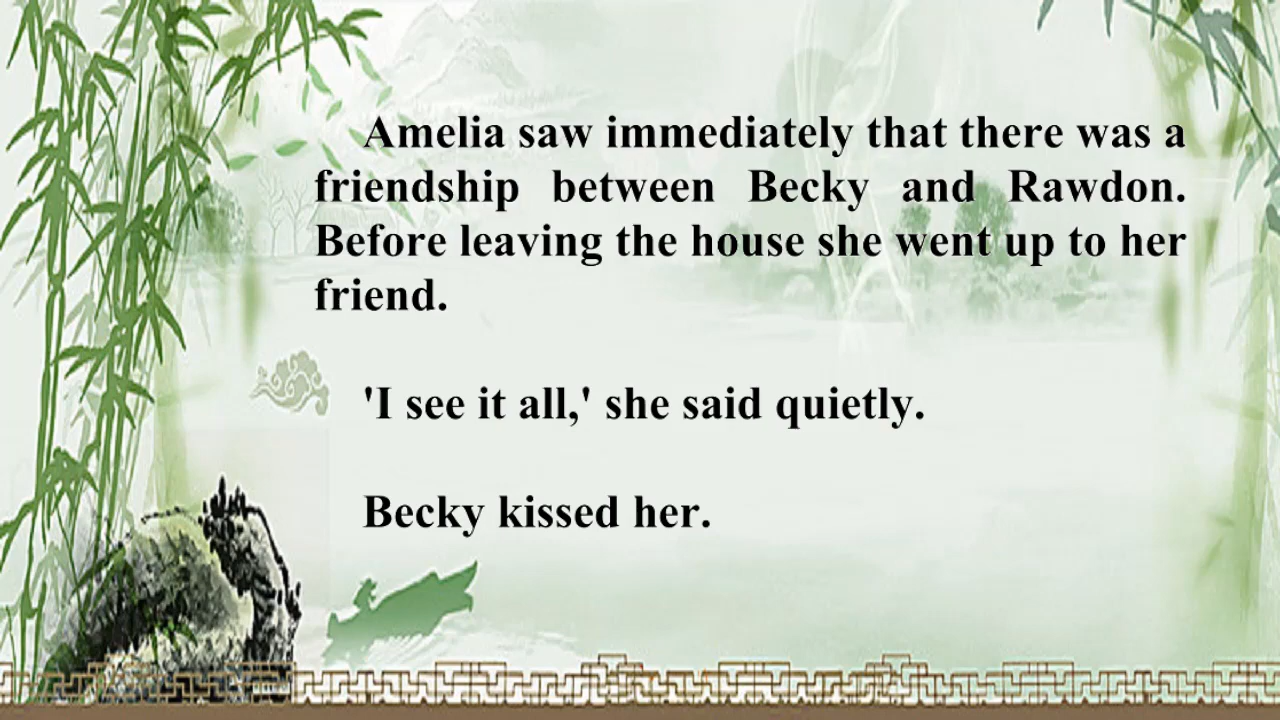 Amelia saw immediately that there was a
friendship between Becky and Rawdon.
Before leaving the house she went up to her
friend.
'I see it all,' she said quietly.
Becky kissed her.